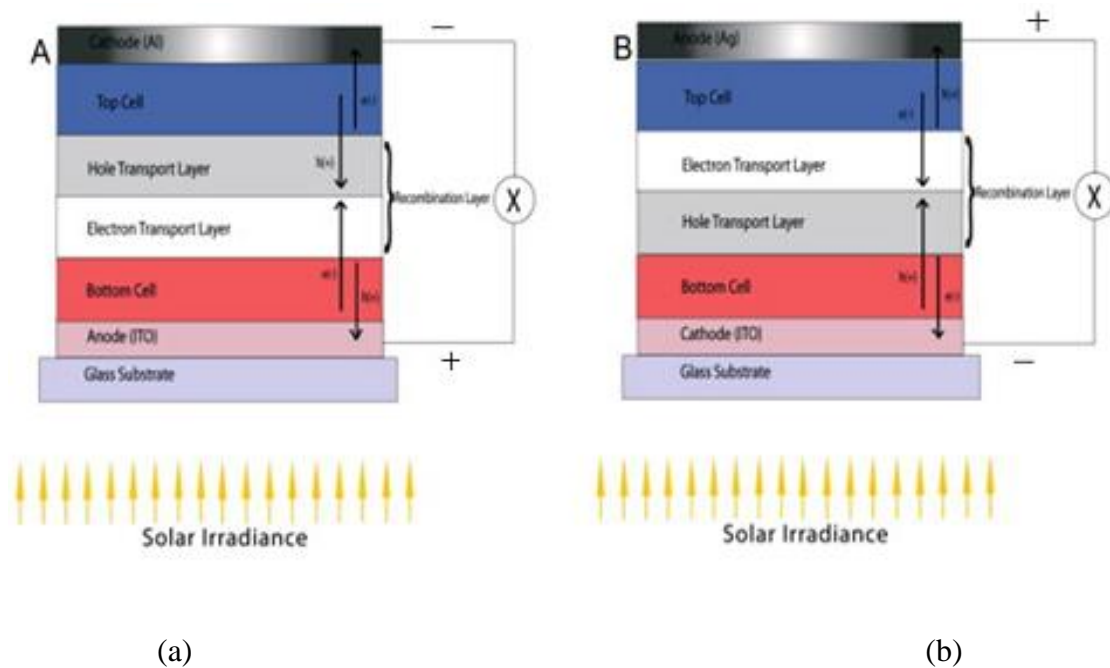 A
Cathode (Al)
−
Top Cell
e(-)
h(+)
Hole Transport Layer
Recombination Layer
X
Electron Transport Layer
e(-)
Bottom Cell
h(+)
Anode (ITO)
+
Glass Substrate
Solar Irradiance
(a)
B
Anode (Ag)
+
Top Cell
h(+)
e(-)
Electron Transport Layer
Recombination Layer
X
Hole Transport Layer
h(+)
Bottom Cell
e(-)
Cathode (ITO)
−
Glass Substrate
Solar Irradiance
(b)